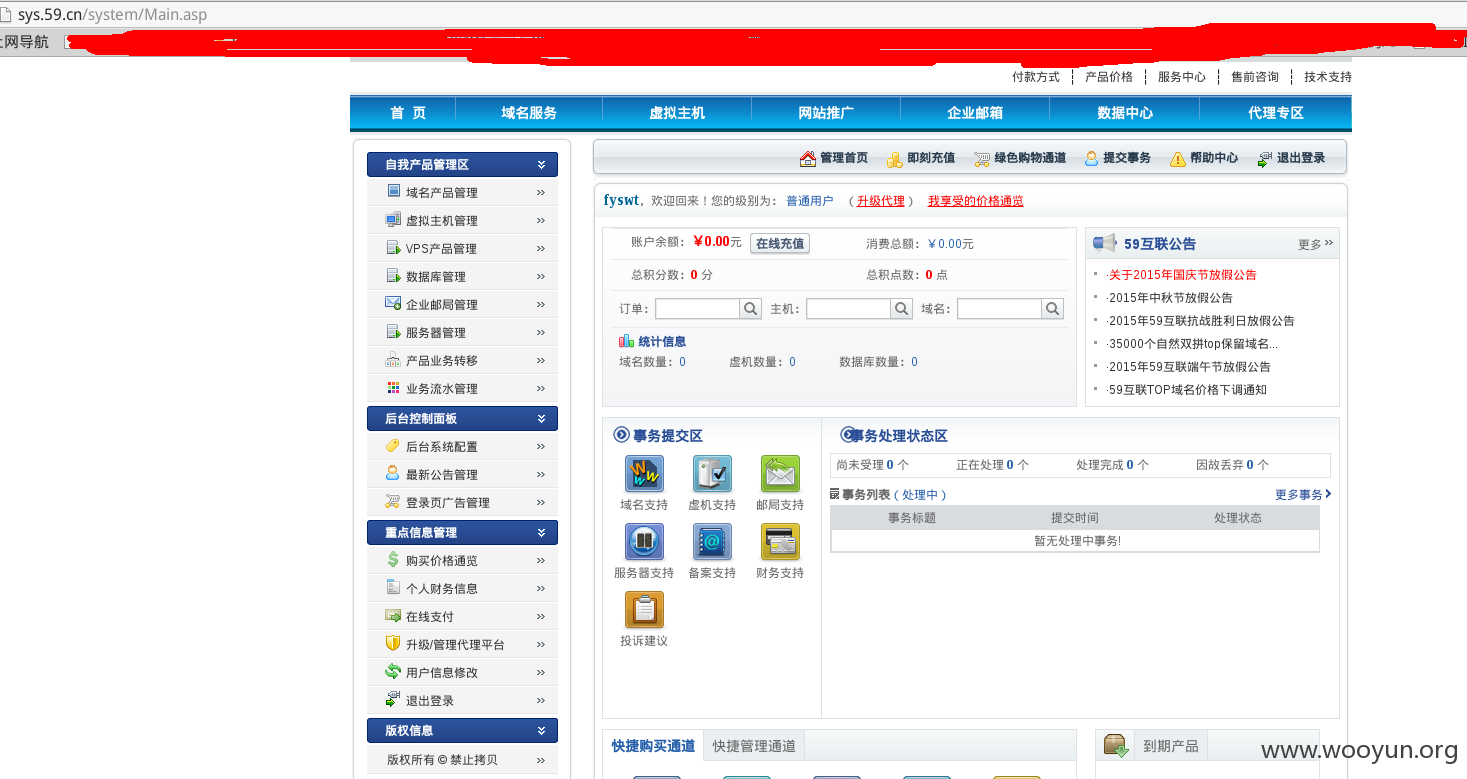 sys.59.cn/system/Main.asp
上网导航
付款方式 产品价格 服务中心 售前咨询 技术支持
首 页 域名服务 虚拟主机 网站推广 企业邮箱 数据中心 代理专区
自我产品管理区
域名产品管理 »
虚拟主机管理 »
VPS产品管理 »
数据库管理 »
企业邮局管理 »
服务器管理 »
产品业务转移 »
业务流水管理 »
后台控制面板
后台系统配置 »
最新公告管理 »
登录页广告管理 »
重点信息管理
购买价格通览 »
个人财务信息 »
在线支付 »
升级/管理代理平台 »
用户信息修改 »
退出登录 »
版权信息
版权所有 © 禁止拷贝 »
管理首页 即刻充值 绿色购物通道 提交事务 帮助中心 退出登录
fyswt，欢迎回来！您的级别为： 普通用户 （升级代理） 我享受的价格通览
账户余额：￥0.00元 在线充值 消费总额：￥0.00元
总积分数：0 分 总积点数：0 点
订单： 主机： 域名：
统计信息
域名数量：0 虚机数量：0 数据库数量：0
59互联公告 更多 »
·关于2015年国庆节放假公告
·2015年中秋节放假公告
·2015年59互联抗战胜利日放假公告
·35000个自然双拼top保留域名...
·2015年59互联端午节放假公告
·59互联TOP域名价格下调通知
事务提交区
域名支持 虚机支持 邮局支持
服务器支持 备案支持 财务支持
投诉建议
事务处理状态区
尚未受理 0 个 正在处理 0 个 处理完成 0 个 因故丢弃 0 个
事务列表（处理中） 更多事务
事务标题 提交时间 处理状态
暂无处理中事务!
快捷购买通道 快捷管理通道
到期产品
www.wooyun.org